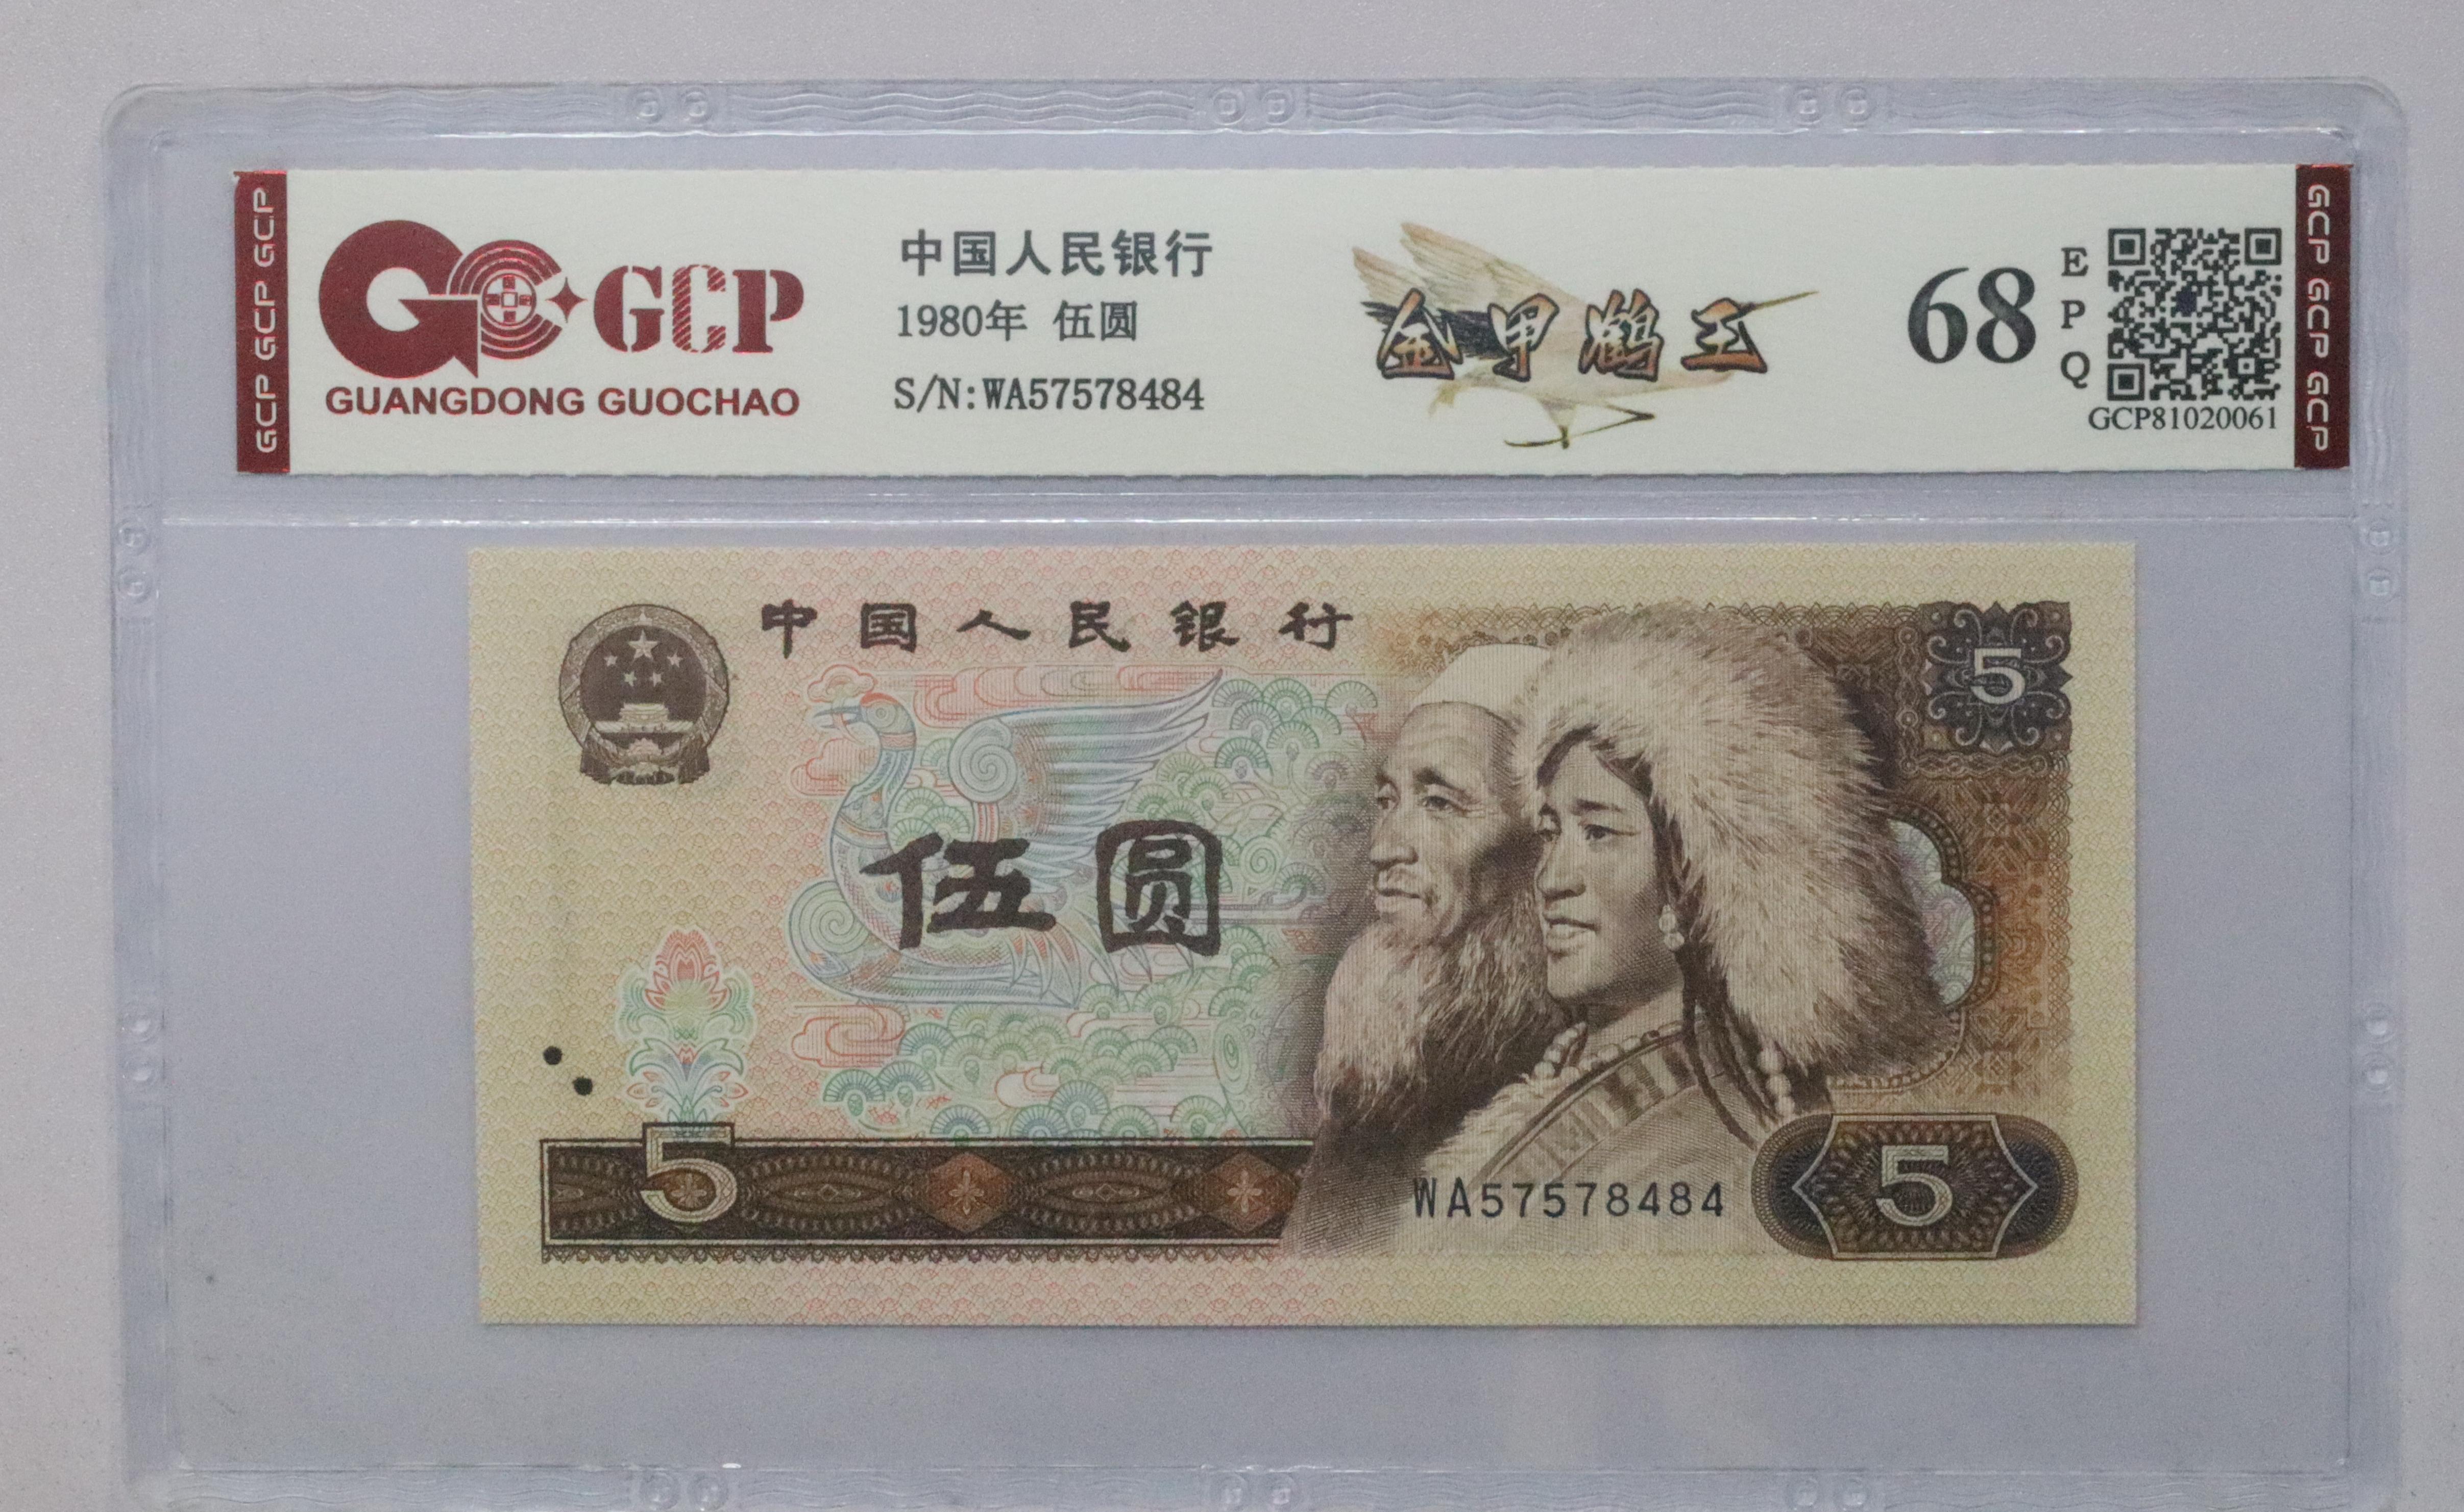 GCP GCP GCP
GCP
GUANGDONG GUOCHAO
中国人民银行
1980年 伍圆
S/N:WA57578484
金甲鹤王
68
EPQ
GCP81020061
GCP GCP GCP
中国人民银行
5
伍圆
5
WA57578484
5